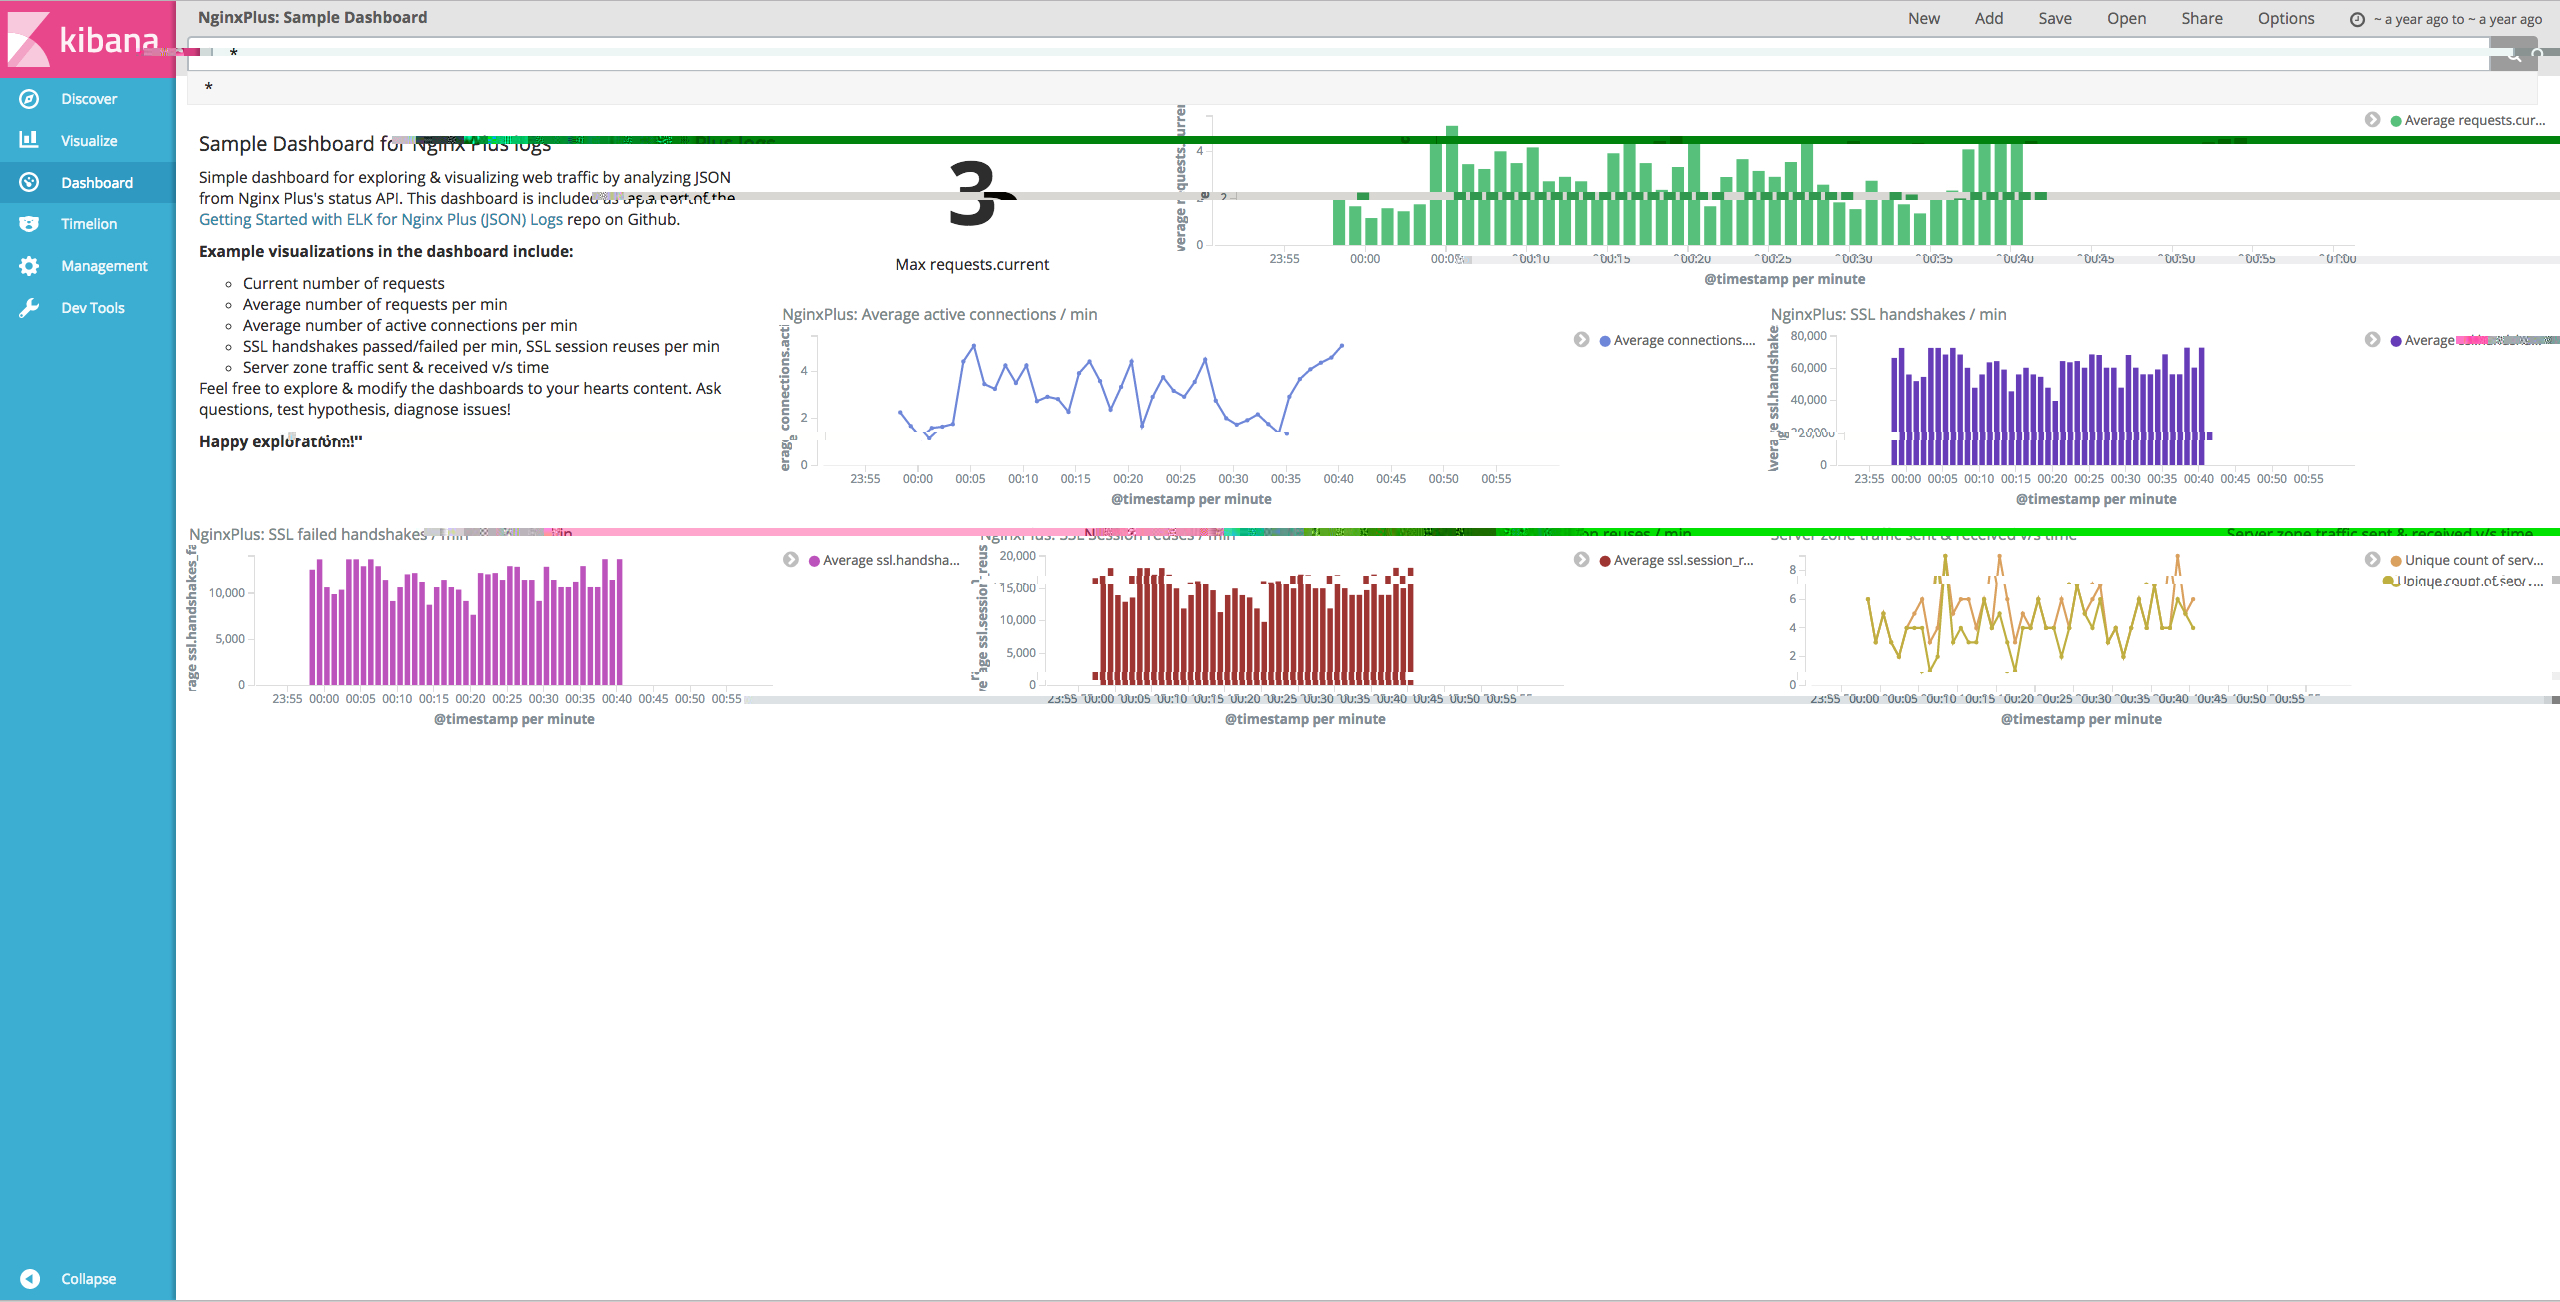 kibana
NginxPlus: Sample Dashboard
New Add Save Open Share Options ~ a year ago to ~ a year ago
*
*
Discover
Visualize
Dashboard
Timelion
Management
Dev Tools
Collapse
Sample Dashboard for Nginx Plus logs
Simple dashboard for exploring & visualizing web traffic by analyzing JSON
from Nginx Plus's status API. This dashboard is included as a part of the
Getting Started with ELK for Nginx Plus (JSON) Logs repo on Github.
Example visualizations in the dashboard include:
Current number of requests
Average number of requests per min
Average number of active connections per min
SSL handshakes passed/failed per min, SSL session reuses per min
Server zone traffic sent & received v/s time
Feel free to explore & modify the dashboards to your hearts content. Ask
questions, test hypothesis, diagnose issues!
Happy exploration!"
3
Max requests.current
4
2
0
23:55 00:00 00:05 00:10 00:15 00:20 00:25 00:30 00:35 00:40 00:45 00:50 00:55 01:00
@timestamp per minute
Average requests.cur...
NginxPlus: Average active connections / min
connections.acti
4
2
0
23:55 00:00 00:05 00:10 00:15 00:20 00:25 00:30 00:35 00:40 00:45 00:50 00:55
@timestamp per minute
Average connections....
NginxPlus: SSL handshakes / min
ssl.handshake
80,000
60,000
40,000
20,000
0
23:55 00:00 00:05 00:10 00:15 00:20 00:25 00:30 00:35 00:40 00:45 00:50 00:55
@timestamp per minute
Average
NginxPlus: SSL failed handshakes / min
rage ssl.handshakes_fa
10,000
5,000
0
23:55 00:00 00:05 00:10 00:15 00:20 00:25 00:30 00:35 00:40 00:45 00:50 00:55
@timestamp per minute
Average ssl.handsha...
NginxPlus: SSL Session reuses / min
ssl.session_reus
20,000
15,000
10,000
5,000
0
23:55 00:00 00:05 00:10 00:15 00:20 00:25 00:30 00:35 00:40 00:45 00:50 00:55
@timestamp per minute
Average ssl.session_r...
Server zone traffic sent & received v/s time
8
6
4
2
0
23:55 00:00 00:05 00:10 00:15 00:20 00:25 00:30 00:35 00:40 00:45 00:50 00:55
@timestamp per minute
Unique count of serv...
Unique count of serv....